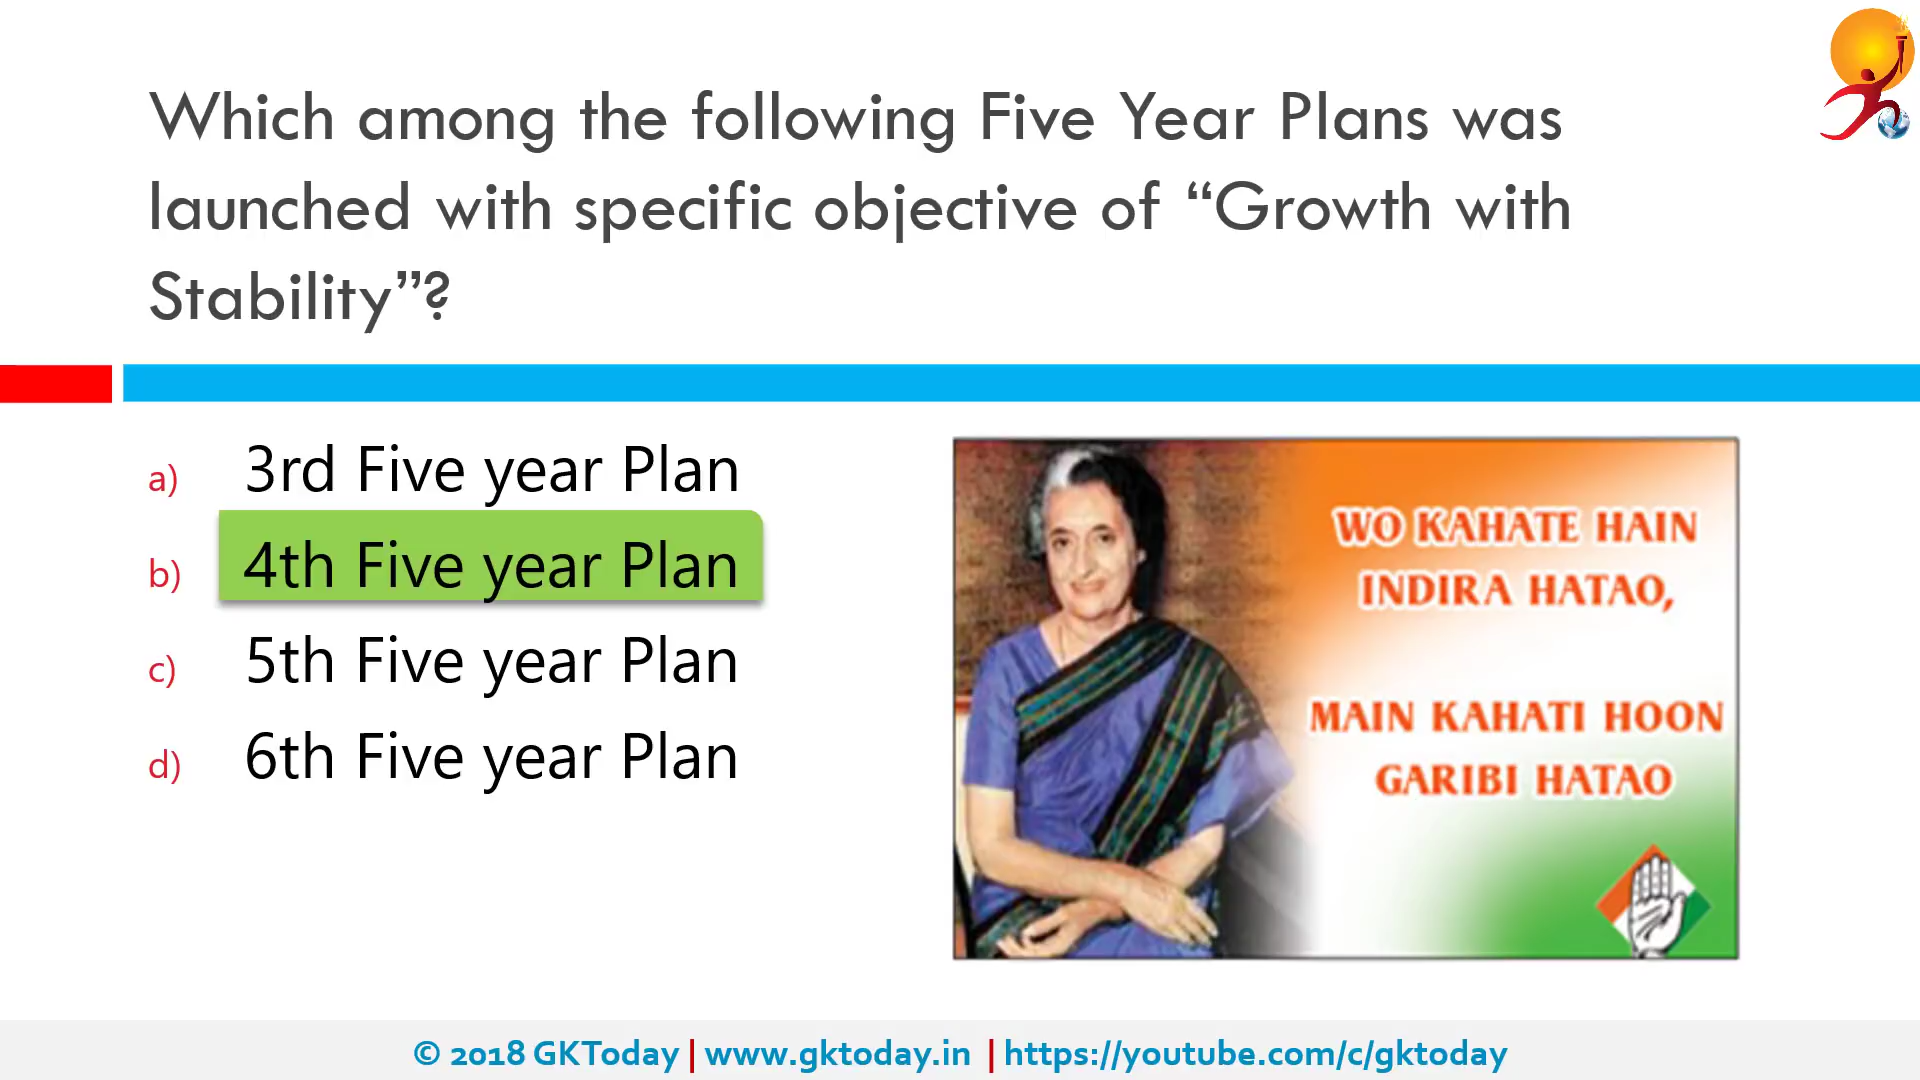 Which among the following Five Year Plans was
launched with specific objective of “Growth with
Stability”?
a) 3rd Five year Plan
b) 4th Five year Plan
c) 5th Five year Plan
d) 6th Five year Plan
WO KAHATE HAIN
INDIRA HATAO,
MAIN KAHATI HOON
GARIBI HATAO
© 2018 GKToday | www.gktoday.in | https://youtube.com/c/gktoday